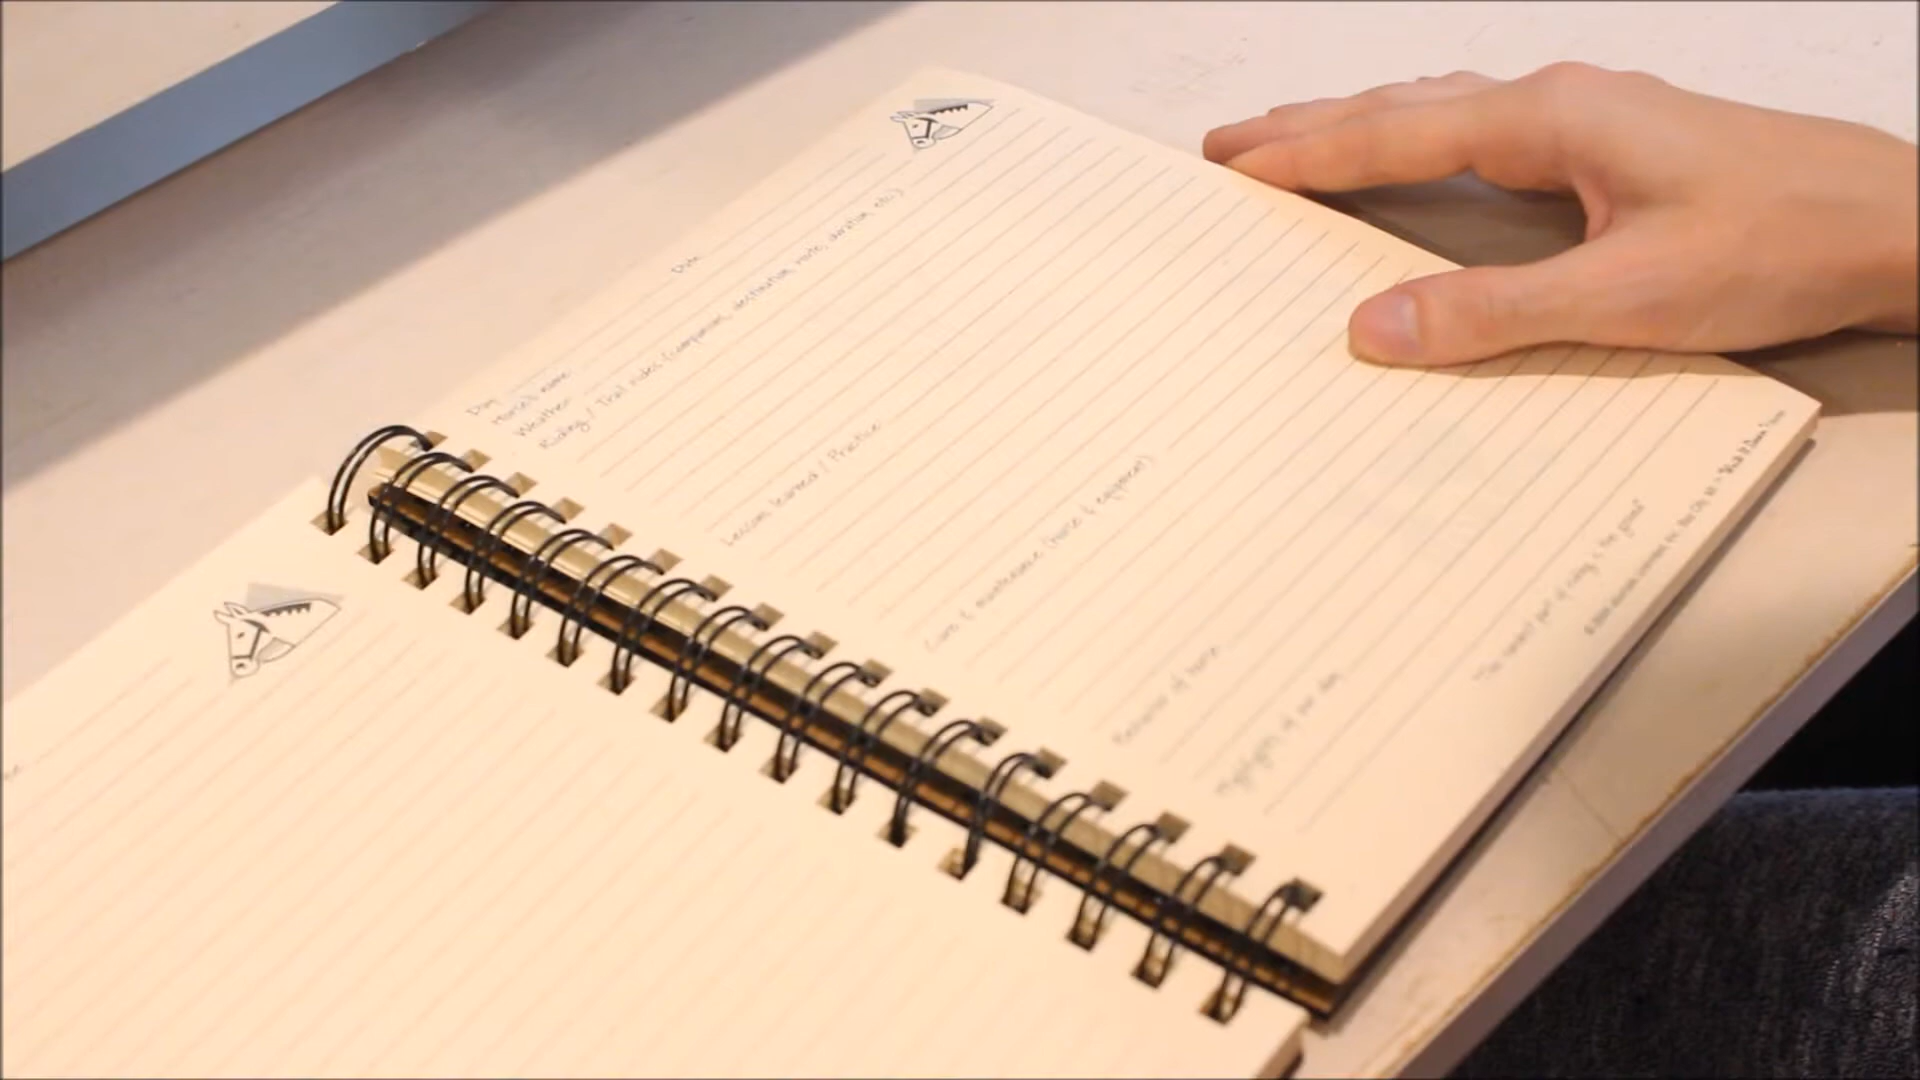 Day Date
Horse's name
Weather
Riding / Trail rides (companions, destination, route, duration, etc.)
Lessons learned / Practice
Care & maintenance (horse & equipment)
Behavior of horse
Highlights of our day
"The hardest part of riding is the ground"